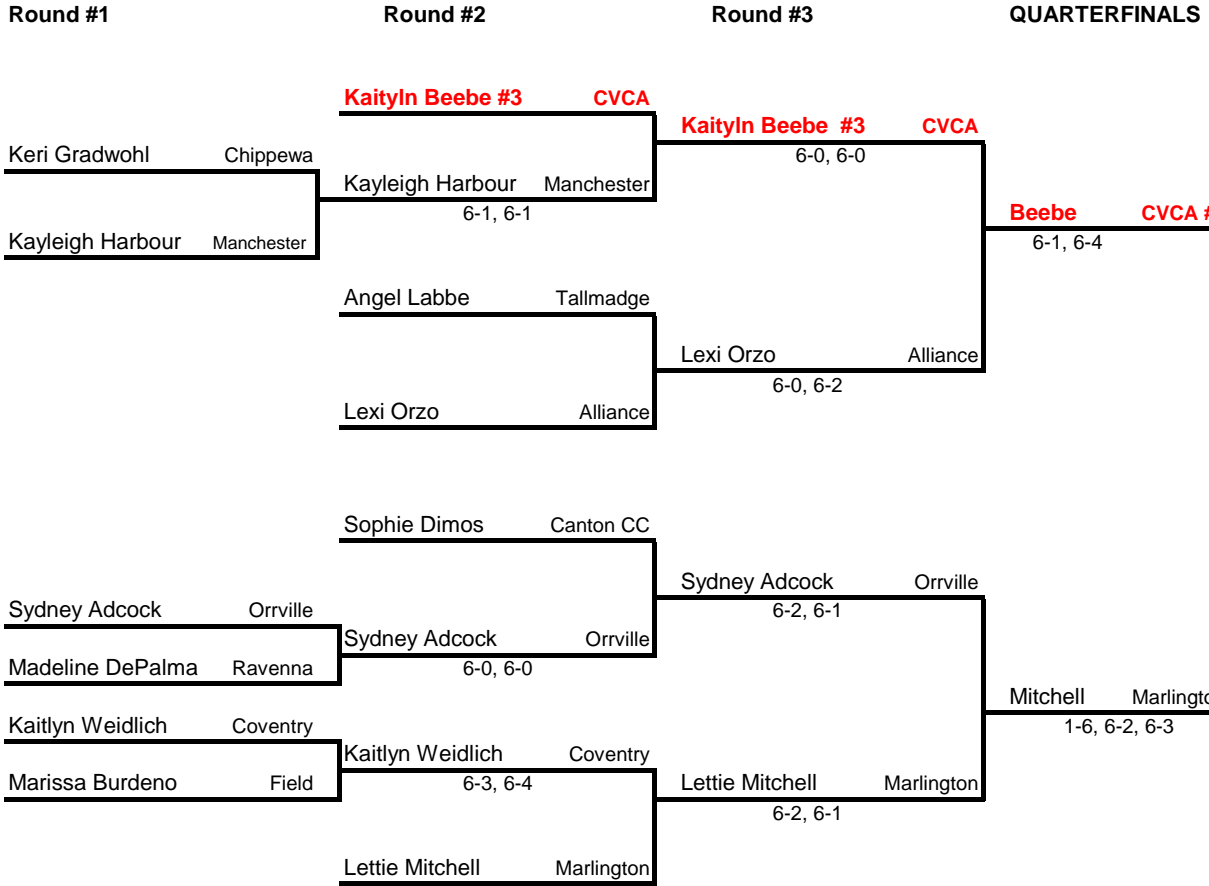 Round #1 Round #2 Round #3 QUARTERFINALS
Kaityln Beebe #3 CVCA
Kaityln Beebe #3 CVCA
Keri Gradwohl Chippewa 6-0, 6-0
Kayleigh Harbour Manchester
6-1, 6-1 Beebe CVCA #
Kayleigh Harbour Manchester 6-1, 6-4
Angel Labbe Tallmadge
Lexi Orzo Alliance
6-0, 6-2
Lexi Orzo Alliance
Sophie Dimos Canton CC
Sydney Adcock Orrville
Sydney Adcock Orrville 6-2, 6-1
Sydney Adcock Orrville
Madeline DePalma Ravenna 6-0, 6-0
Mitchell Marlingto
Kaitlyn Weidlich Coventry 1-6, 6-2, 6-3
Kaitlyn Weidlich Coventry
Marissa Burdeno Field 6-3, 6-4 Lettie Mitchell Marlington
6-2, 6-1
Lettie Mitchell Marlington